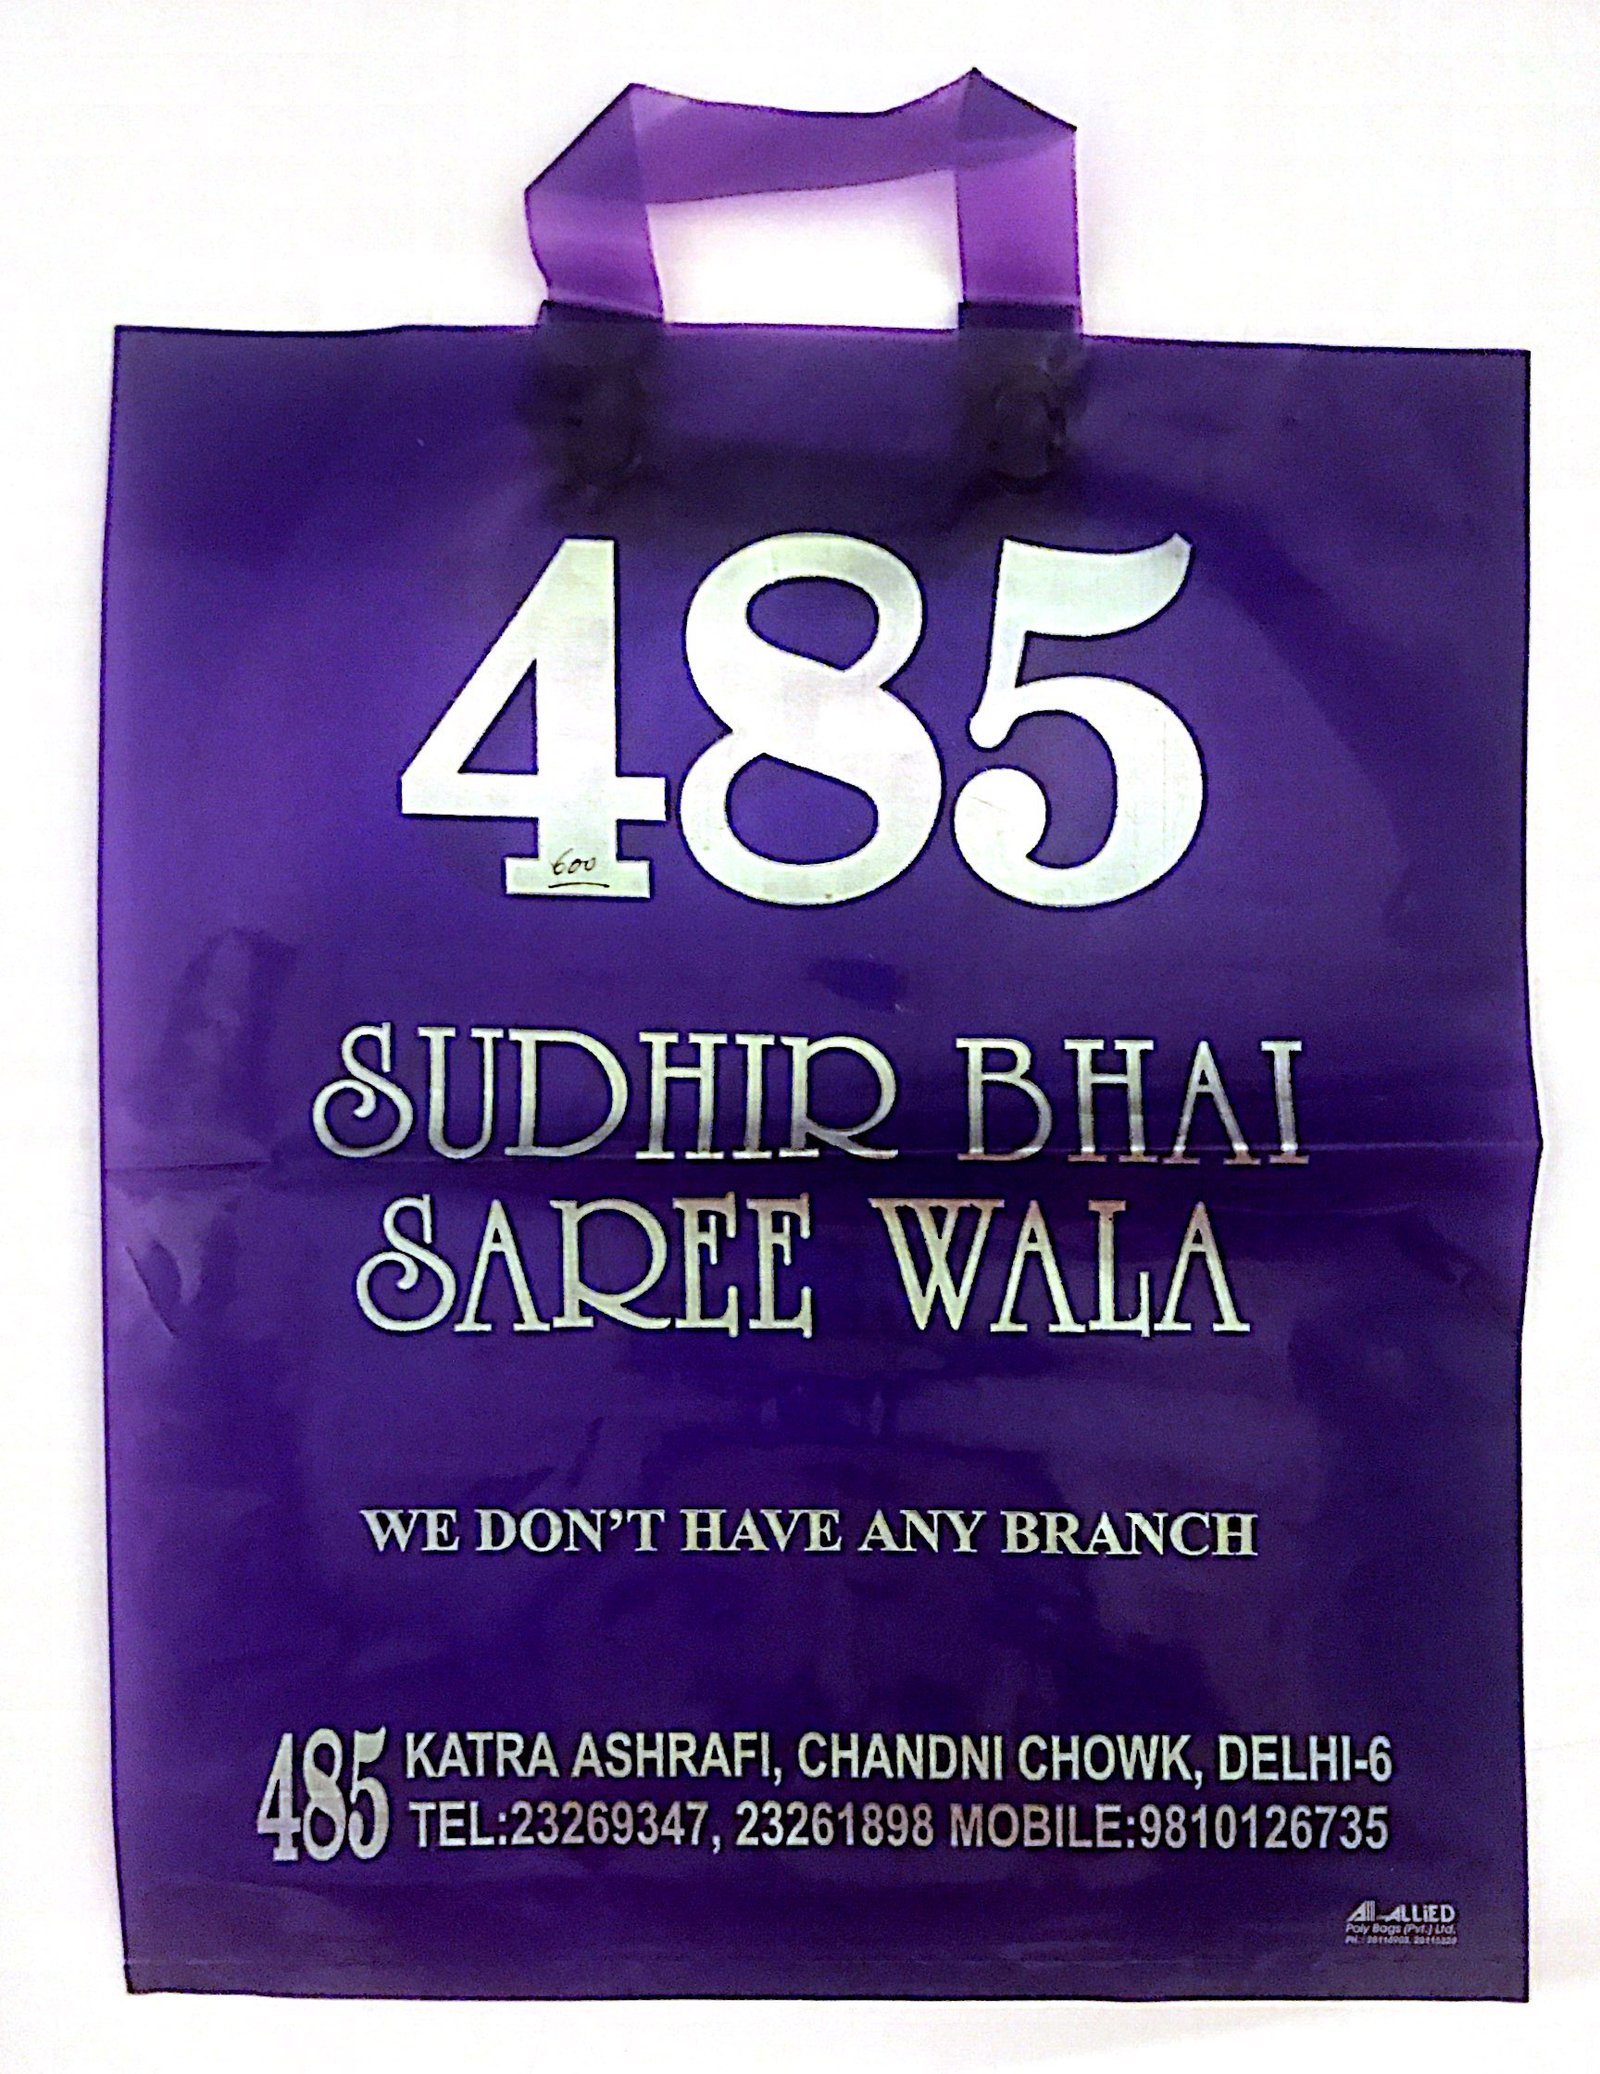 485
600
SUDHIR BHAI
SAREE WALA
WE DON'T HAVE ANY BRANCH
485 KATRA ASHRAFI, CHANDNI CHOWK, DELHI-6
TEL:23269347, 23261898 MOBILE:9810126735
ALLiED
Poly Bags (Pvt.) Ltd.